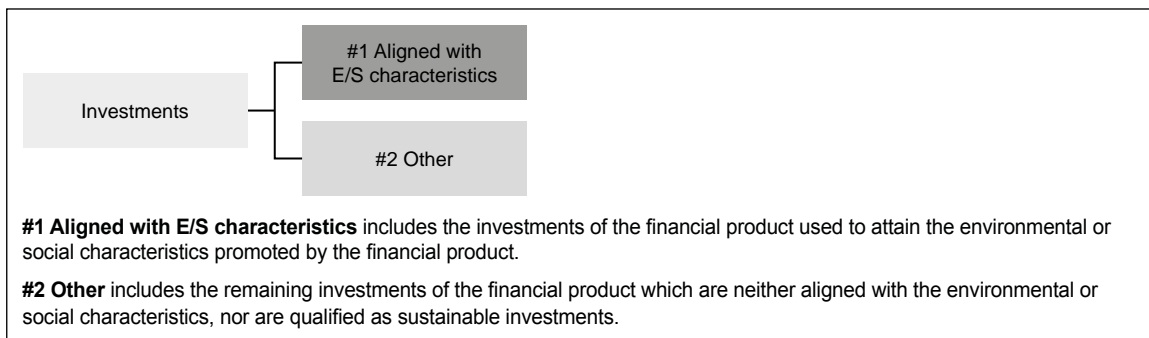 #1 Aligned with
E/S characteristics
Investments
#2 Other
#1 Aligned with E/S characteristics includes the investments of the financial product used to attain the environmental or
social characteristics promoted by the financial product.
#2 Other includes the remaining investments of the financial product which are neither aligned with the environmental or
social characteristics, nor are qualified as sustainable investments.